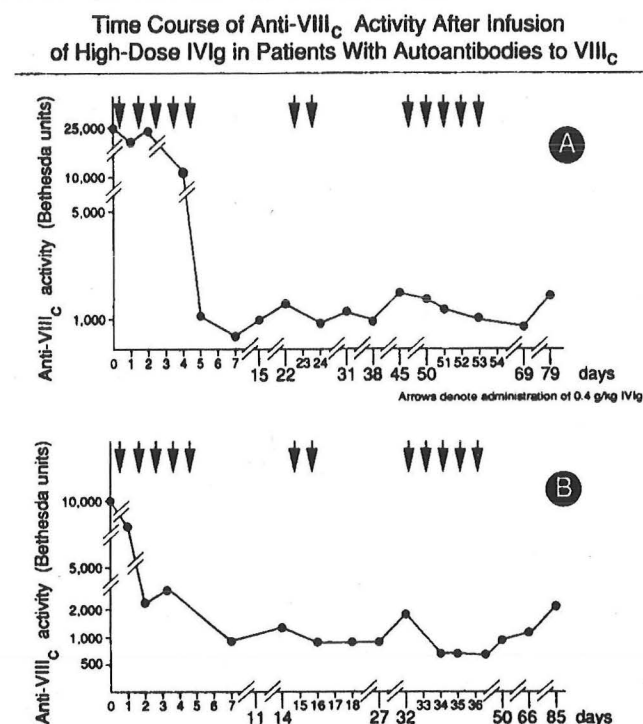 Time Course of Anti-VIIIC Activity After Infusion
of High-Dose IVIg in Patients With Autoantibodies to VIIIC
Anti-VIIIC activity (Bethesda units)
25,000
10,000
5,000
1,000
A
0 1 2 4 5 6 7 15 22 23 24 31 38 45 50 51 52 53 54 69 79 days
Arrows denote administration of 0.4 g/kg IVIg
Anti-VIIIC activity (Bethesda units)
10,000
5,000
2,000
1,000
500
B
0 1 2 3 4 5 6 7 11 14 15 16 17 18 27 32 33 34 35 36 50 66 85 days